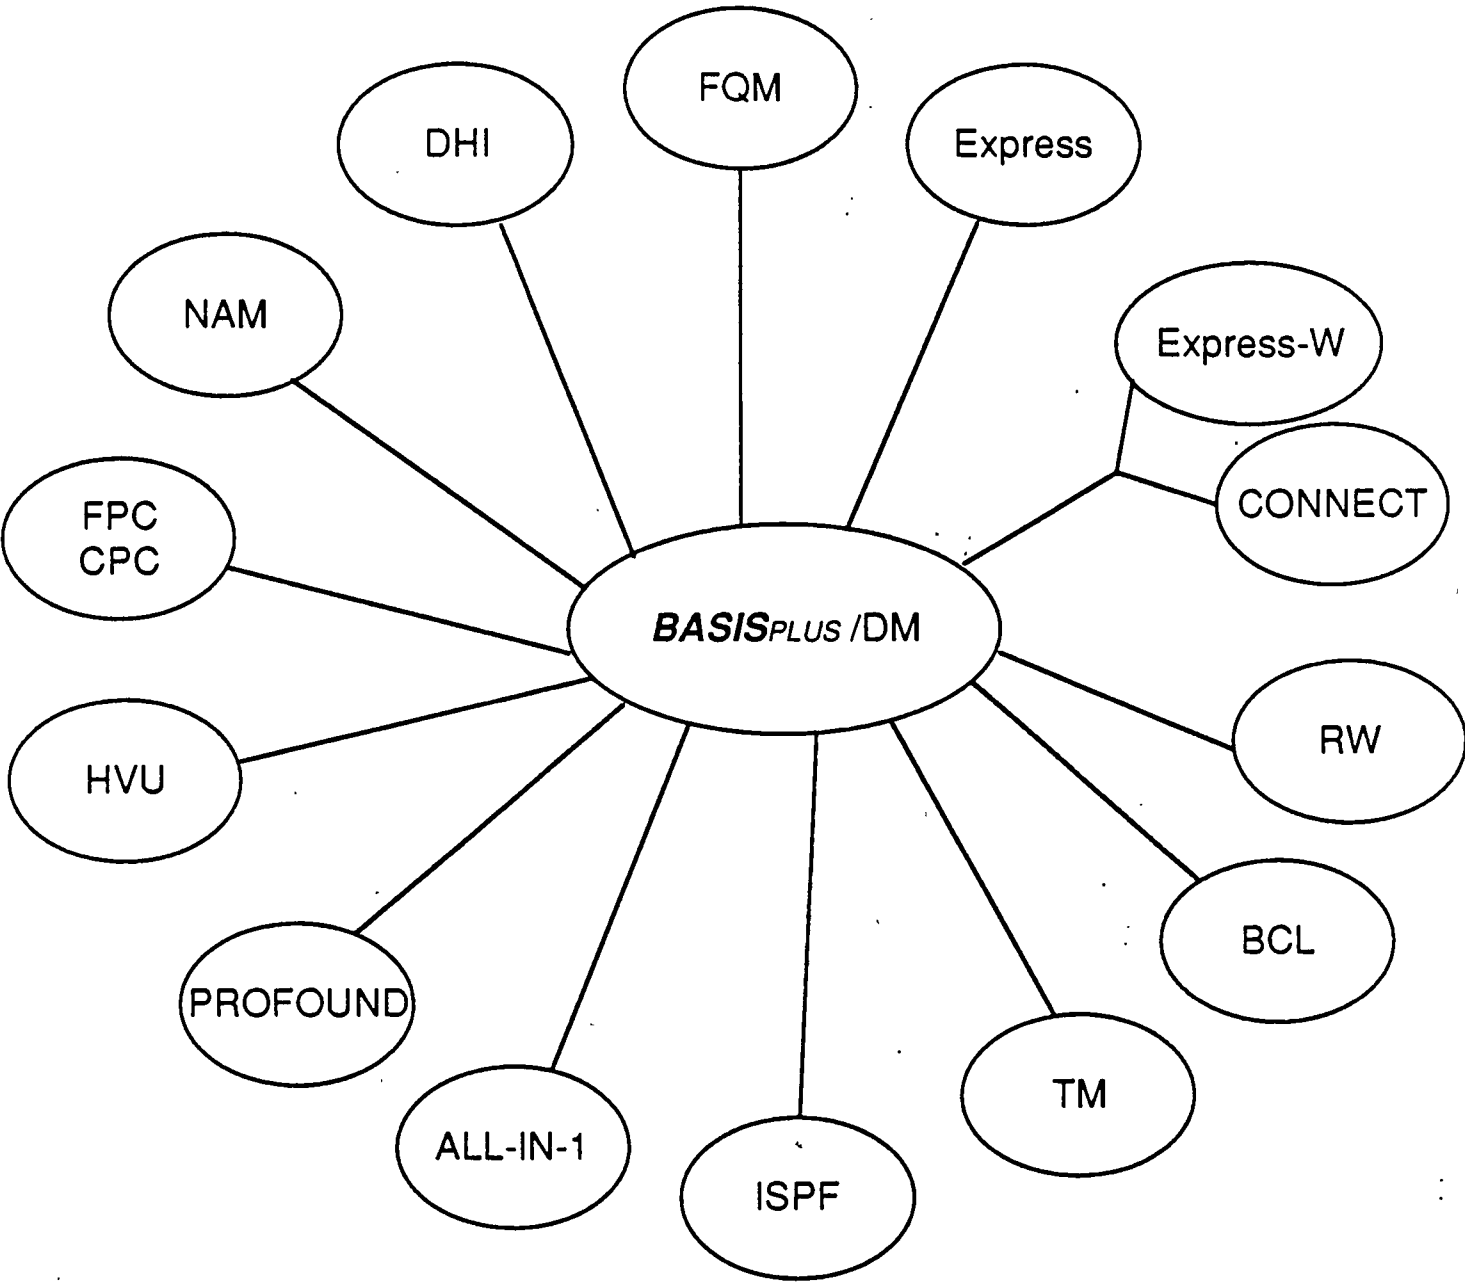 FQM
DHI
Express
NAM
Express-W
CONNECT
FPC
CPC
BASISPLUS /DM
RW
HVU
BCL
PROFOUND
TM
ALL-IN-1
ISPF